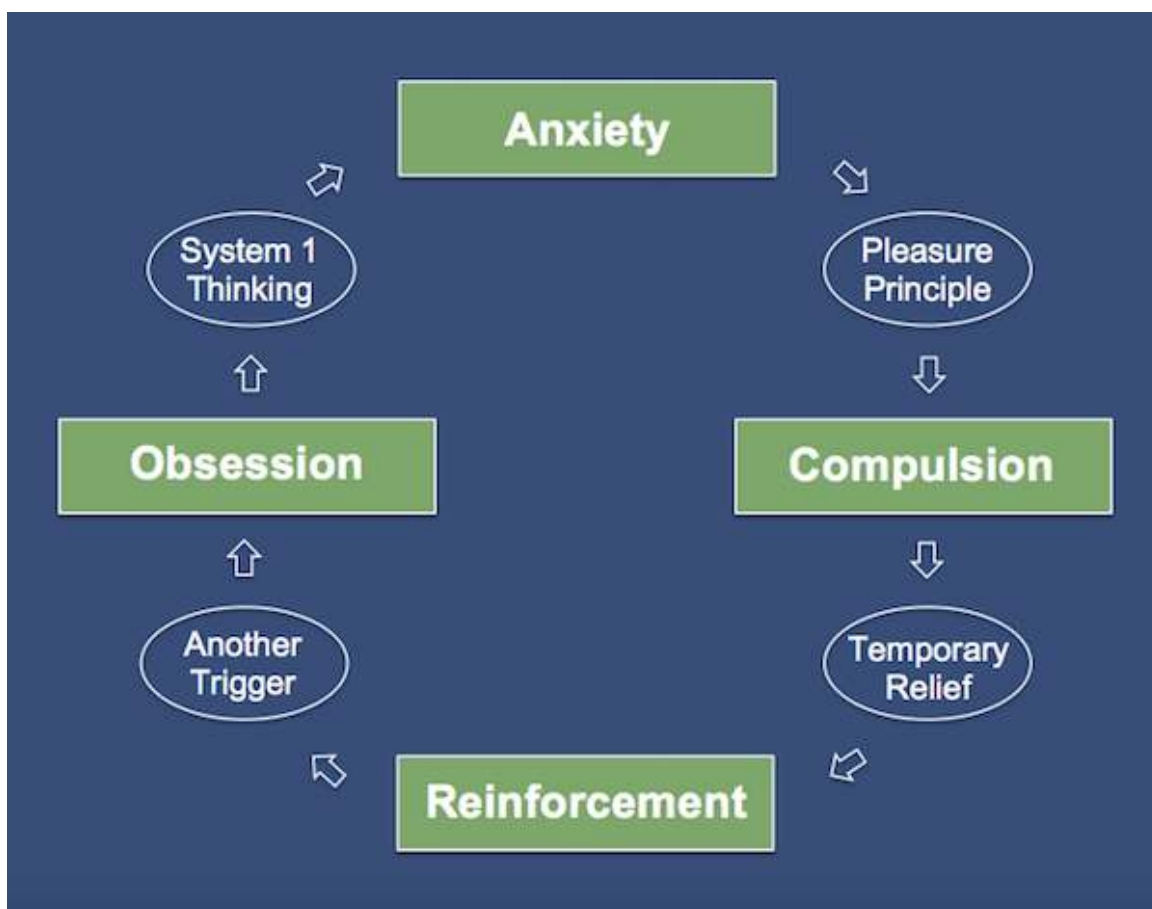 Anxiety
System 1
Thinking
Pleasure
Principle
Obsession
Compulsion
Another
Trigger
Temporary
Relief
Reinforcement